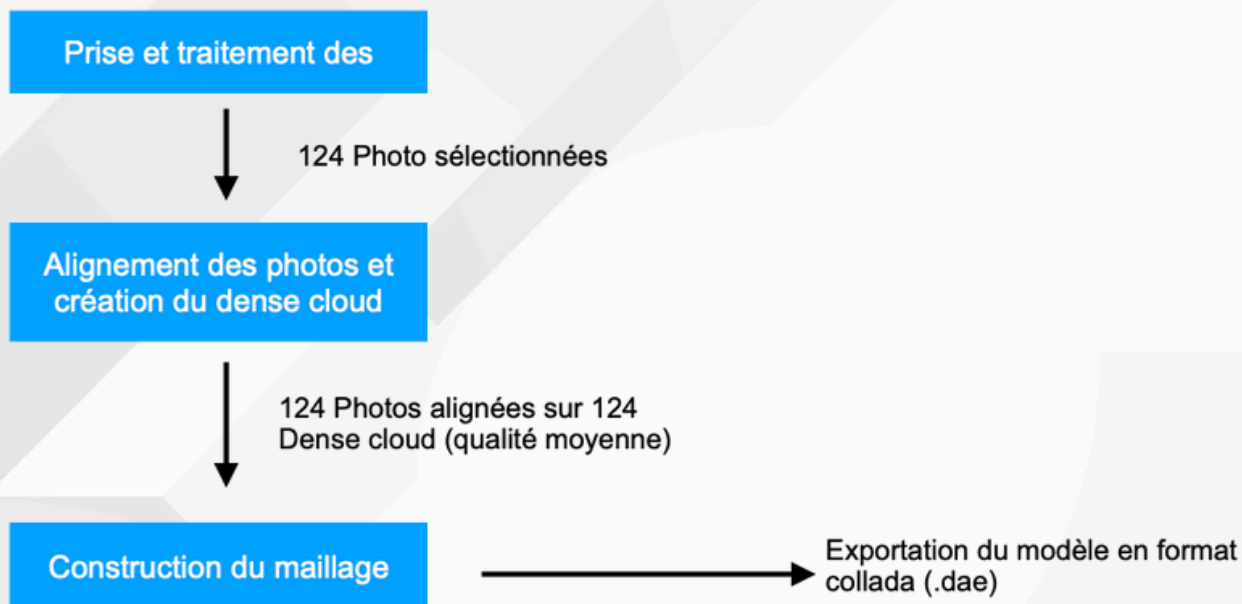 Prise et traitement des
124 Photo sélectionnées
Alignement des photos et
création du dense cloud
124 Photos alignées sur 124
Dense cloud (qualité moyenne)
Construction du maillage
Exportation du modèle en format
collada (.dae)